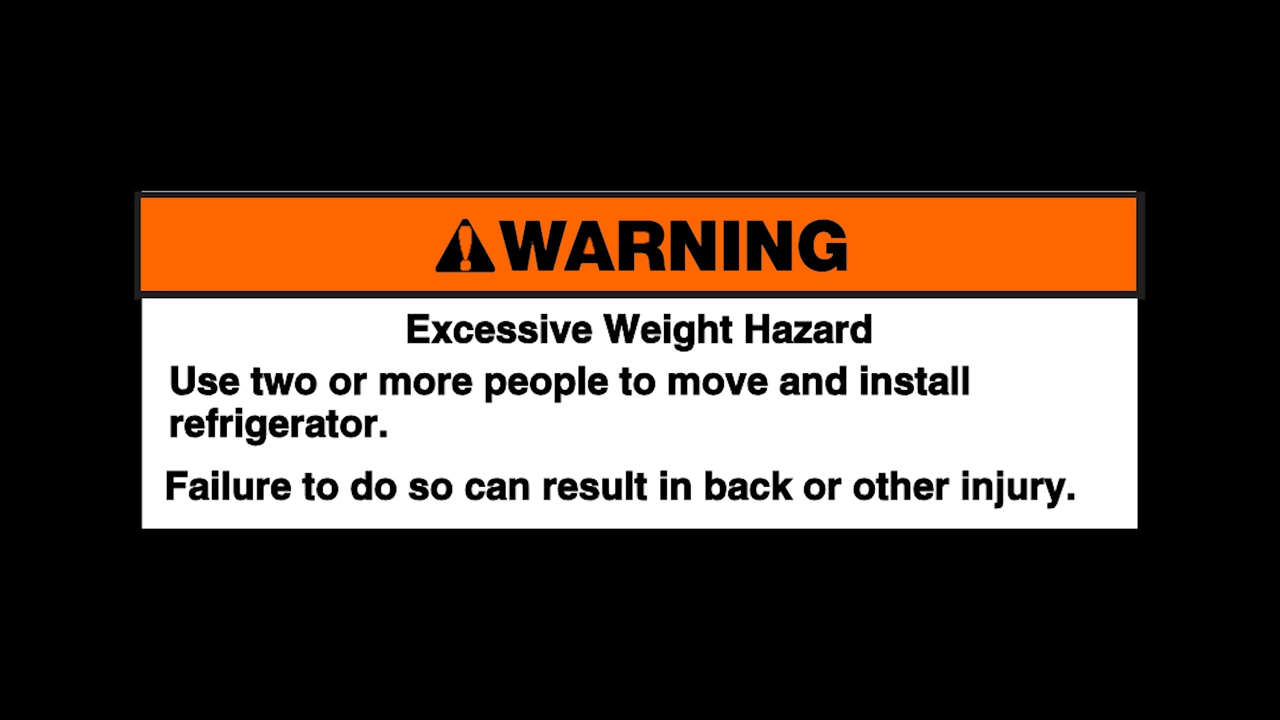 WARNING
Excessive Weight Hazard
Use two or more people to move and install
refrigerator.
Failure to do so can result in back or other injury.